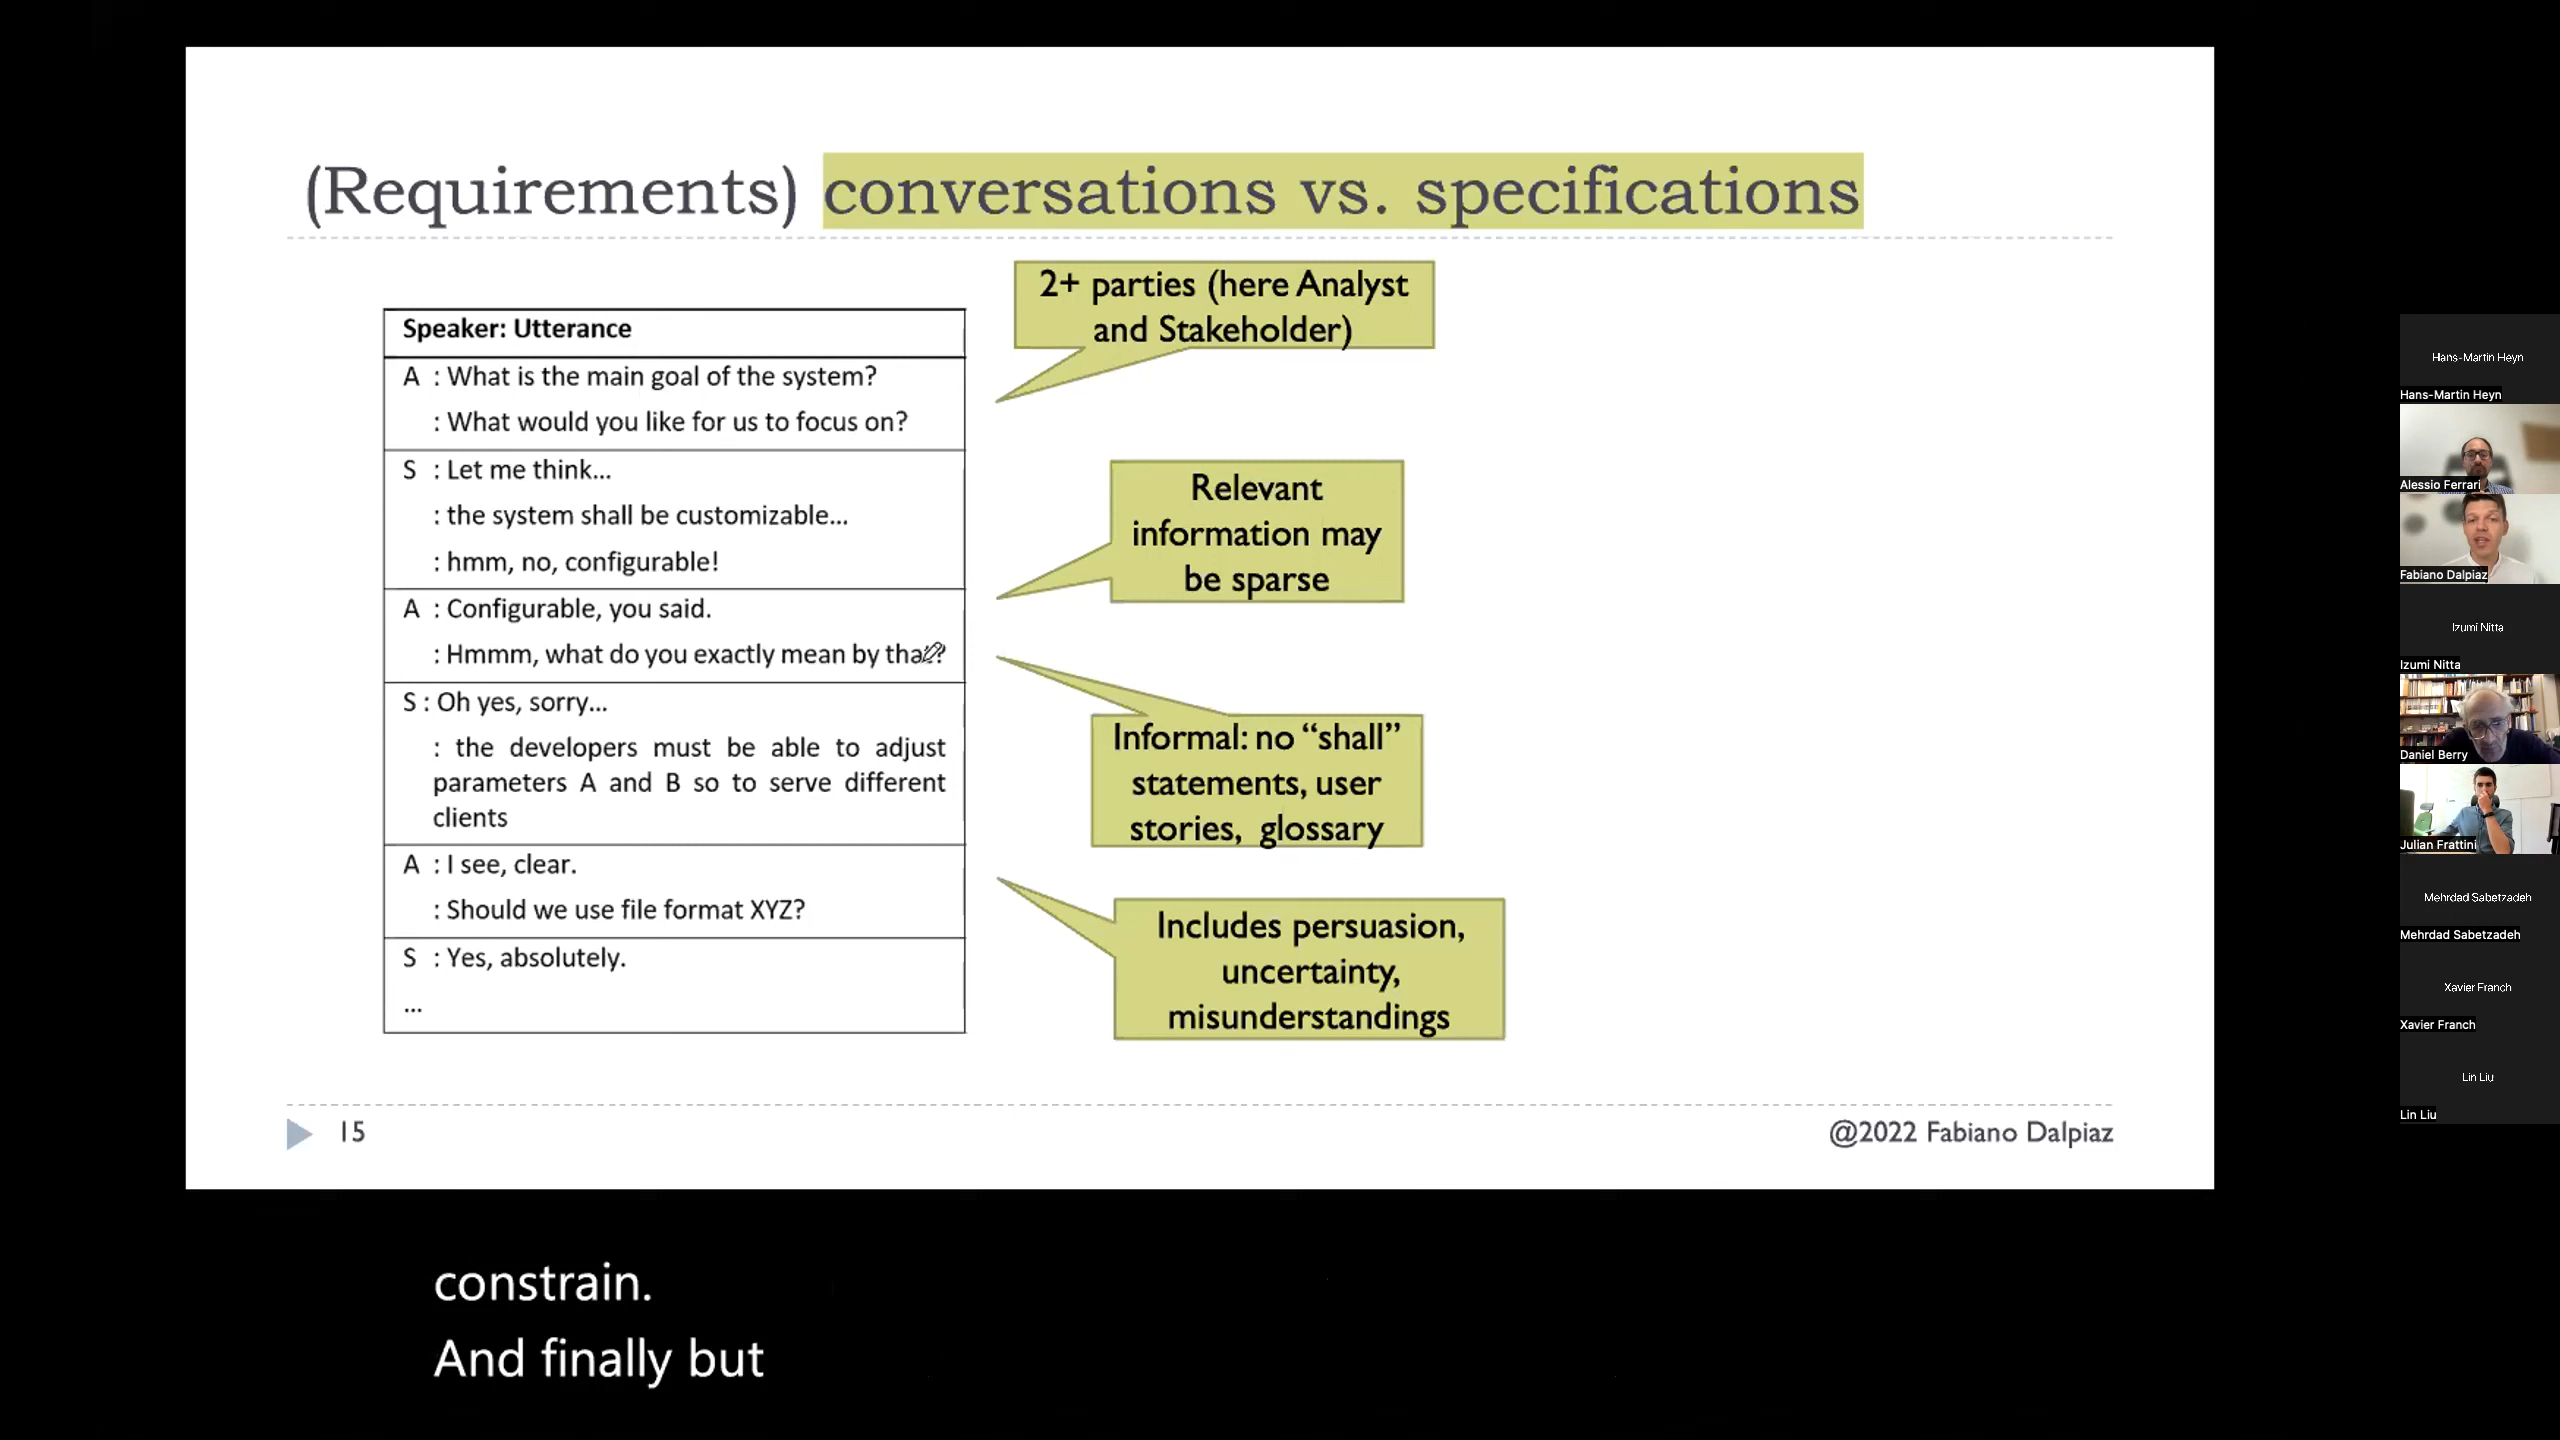 (Requirements) conversations vs. specifications
Speaker: Utterance
A : What is the main goal of the system?
: What would you like for us to focus on?
S : Let me think...
: the system shall be customizable...
: hmm, no, configurable!
A : Configurable, you said.
: Hmmm, what do you exactly mean by that?
S : Oh yes, sorry...
: the developers must be able to adjust
parameters A and B so to serve different
clients
A : I see, clear.
: Should we use file format XYZ?
S : Yes, absolutely.
...
2+ parties (here Analyst
and Stakeholder)
Relevant
information may
be sparse
Informal: no “shall”
statements, user
stories, glossary
Includes persuasion,
uncertainty,
misunderstandings
15
@2022 Fabiano Dalpiaz
constrain.
And finally but
Hans-Martin Heyn
Hans-Martin Heyn
Alessio Ferrari
Fabiano Dalpiaz
Izumi Nitta
Izumi Nitta
Daniel Berry
Julian Frattini
Mehrdad Sabetzadeh
Mehrdad Sabetzadeh
Xavier Franch
Xavier Franch
Lin Liu
Lin Liu